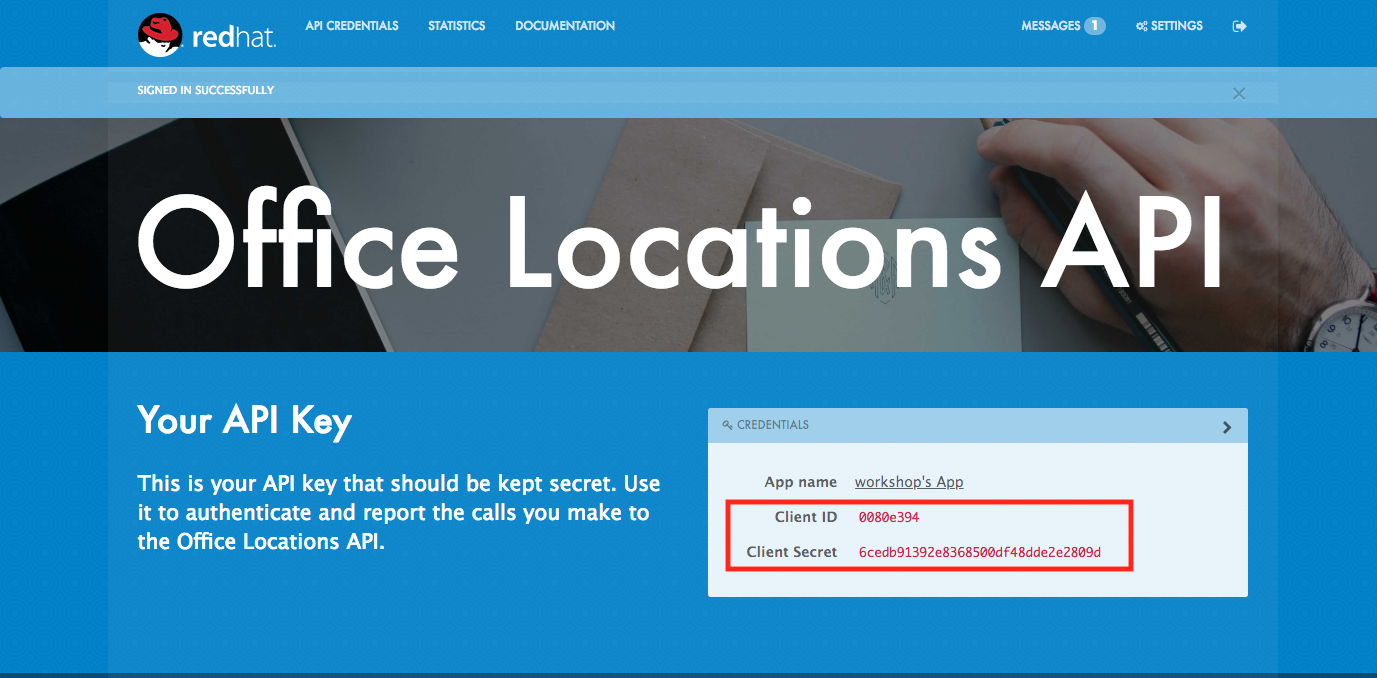 redhat.
API CREDENTIALS
STATISTICS
DOCUMENTATION
MESSAGES 1
SETTINGS
SIGNED IN SUCCESSFULLY
Office Locations API
Your API Key
This is your API key that should be kept secret. Use
it to authenticate and report the calls you make to
the Office Locations API.
CREDENTIALS
App name workshop's App
Client ID 0080e394
Client Secret 6cedb91392e8368500df48dde2e2809d